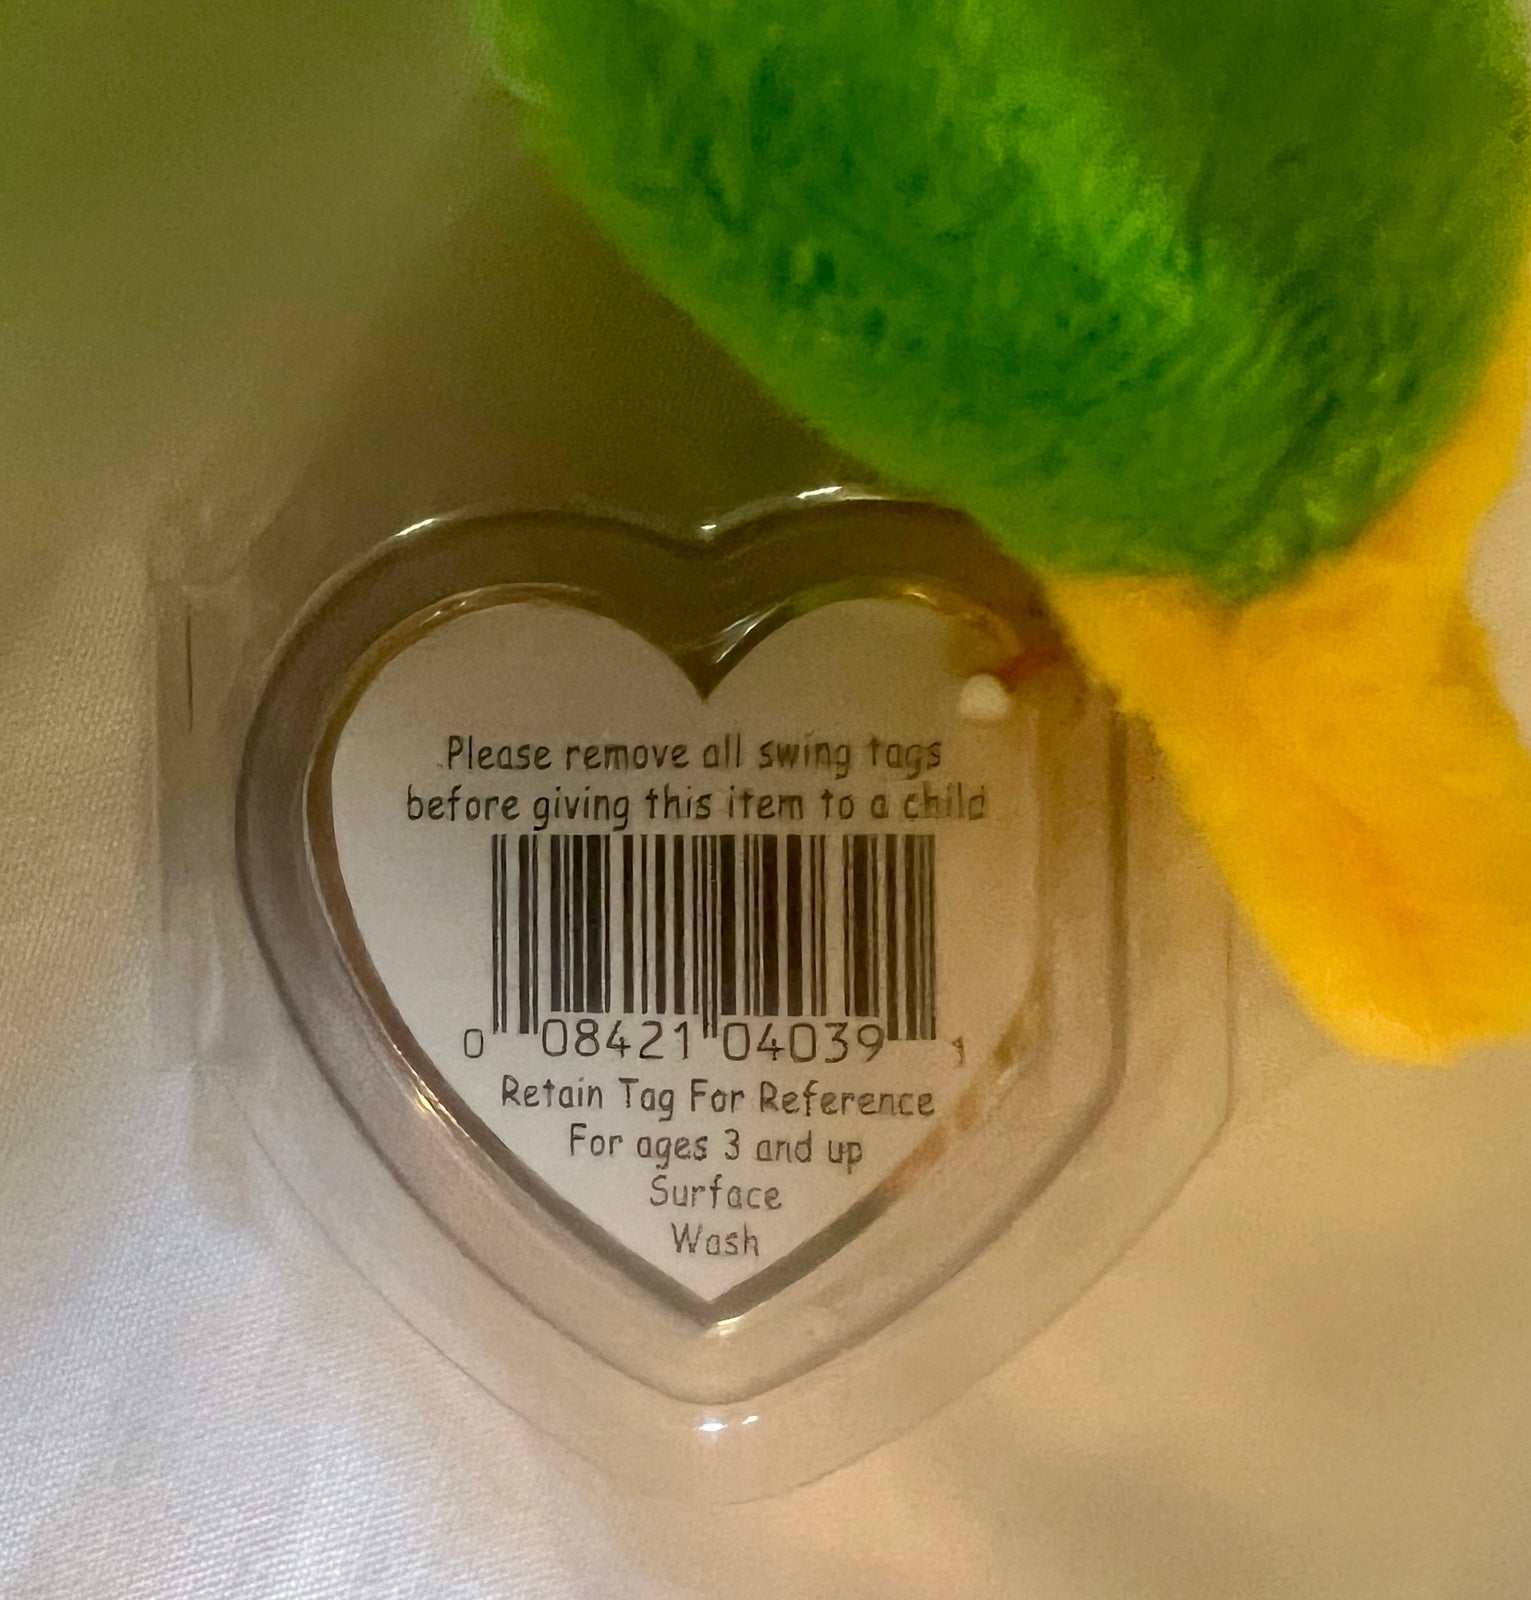 Please remove all swing tags
before giving this item to a child
0 08421 04039 1
Retain Tag For Reference
For ages 3 and up
Surface
Wash